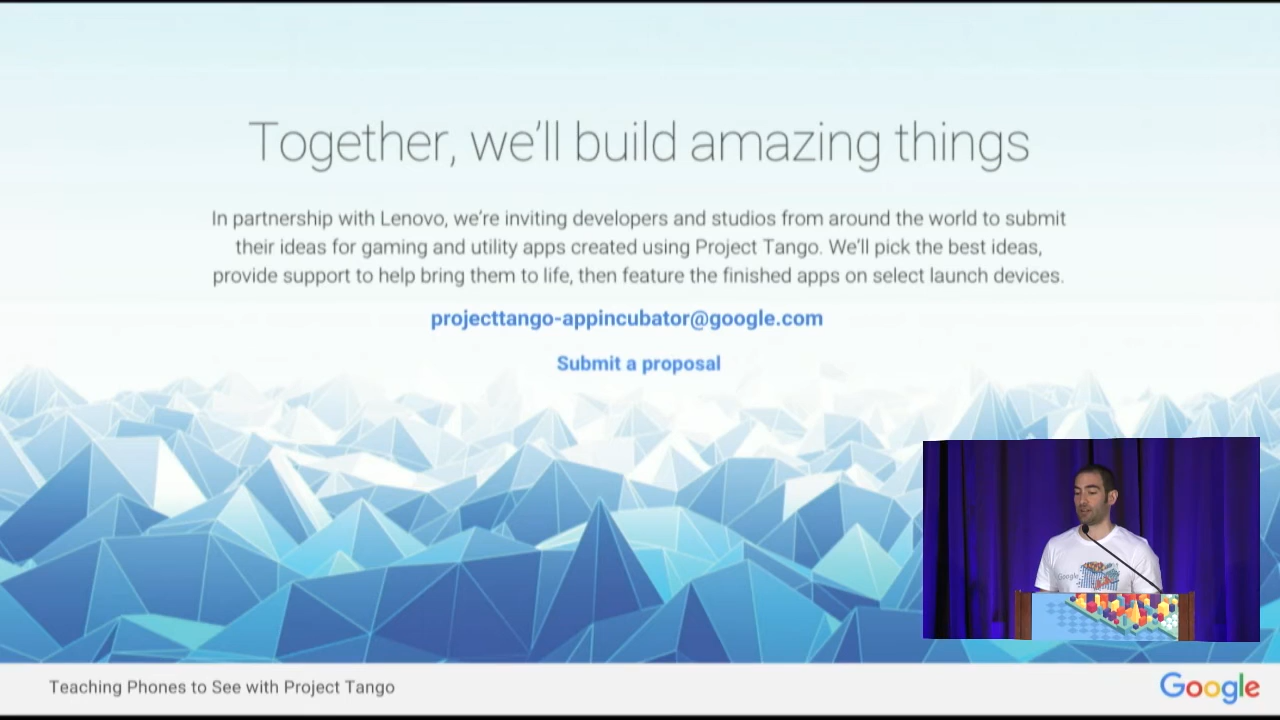 Together, we'll build amazing things
In partnership with Lenovo, we're inviting developers and studios from around the world to submit
their ideas for gaming and utility apps created using Project Tango. We'll pick the best ideas,
provide support to help bring them to life, then feature the finished apps on select launch devices.
projecttango-appincubator@google.com
Submit a proposal
Google
Teaching Phones to See with Project Tango
Google